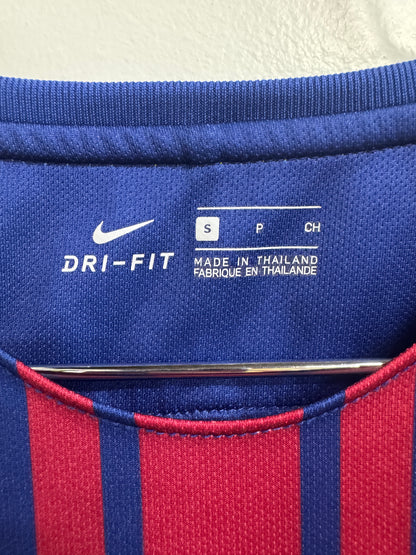 S P CH
DRI-FIT
MADE IN THAILAND
FABRIQUE EN THAILANDE